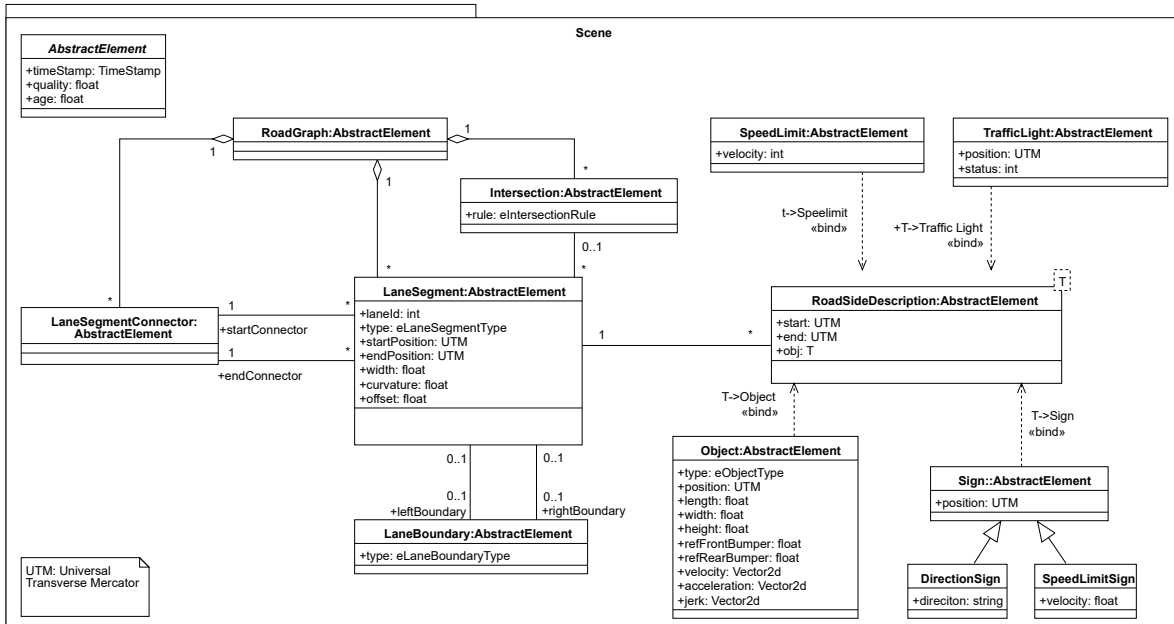 Scene
AbstractElement
+timeStamp: TimeStamp
+quality: float
+age: float
RoadGraph:AbstractElement
1
1
1
*
*
*
Intersection:AbstractElement
+rule: eIntersectionRule
0..1
*
SpeedLimit:AbstractElement
+velocity: int
TrafficLight:AbstractElement
+position: UTM
+status: int
t->Speelimit
«bind»
+T->Traffic Light
«bind»
LaneSegmentConnector:
AbstractElement
1
*
+startConnector
1
*
+endConnector
LaneSegment:AbstractElement
+laneId: int
+type: eLaneSegmentType
+startPosition: UTM
+endPosition: UTM
+width: float
+curvature: float
+offset: float
1
*
T
RoadSideDescription:AbstractElement
+start: UTM
+end: UTM
+obj: T
T->Object
«bind»
T->Sign
«bind»
0..1
0..1
0..1
0..1
+leftBoundary
+rightBoundary
LaneBoundary:AbstractElement
+type: eLaneBoundaryType
Object:AbstractElement
+type: eObjectType
+position: UTM
+length: float
+width: float
+height: float
+refFrontBumper: float
+refRearBumper: float
+velocity: Vector2d
+acceleration: Vector2d
+jerk: Vector2d
Sign::AbstractElement
+position: UTM
DirectionSign
+direciton: string
SpeedLimitSign
+velocity: float
UTM: Universal
Transverse Mercator